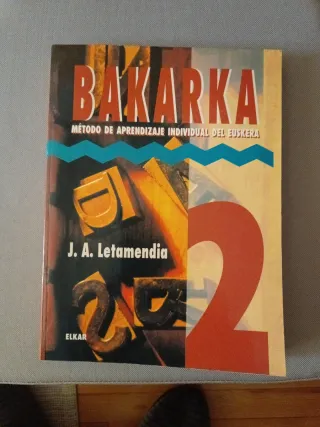 BAKARKA
MÉTODO DE APRENDIZAJE INDIVIDUAL DEL EUSKERA
J. A. Letamendia
2
ELKAR